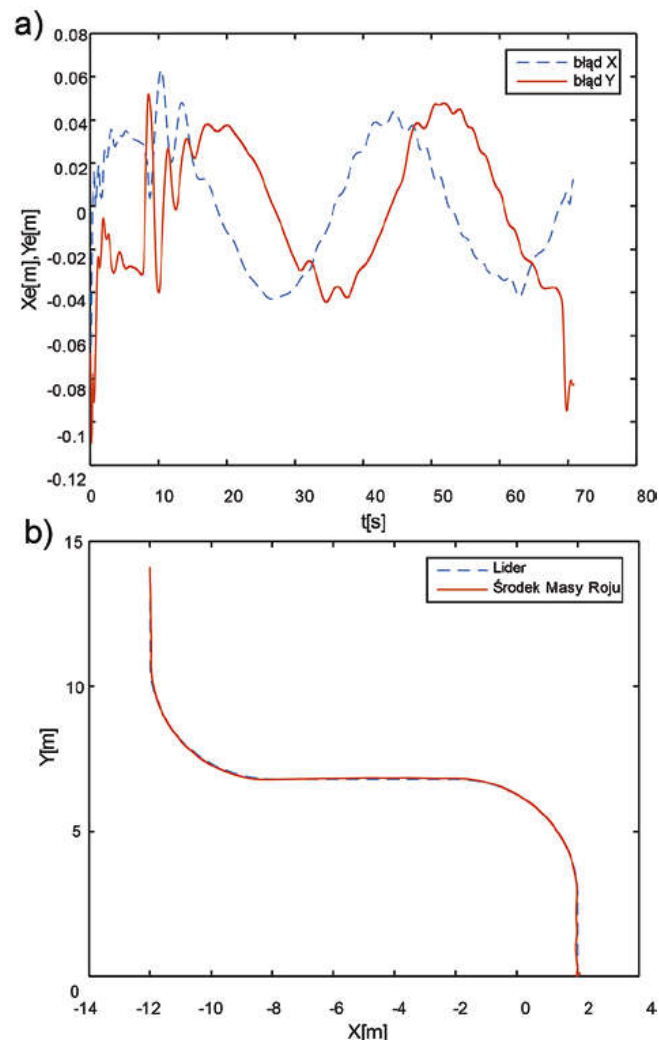 a)
0.08
0.06
0.04
0.02
0
-0.02
-0.04
-0.06
-0.08
-0.1
-0.12
Xe[m],Ye[m]
błąd X
błąd Y
0 10 20 30 40 50 60 70 80
t[s]
b)
15
10
5
0
Y[m]
Lider
Środek Masy Roju
-14 -12 -10 -8 -6 -4 -2 0 2 4
X[m]